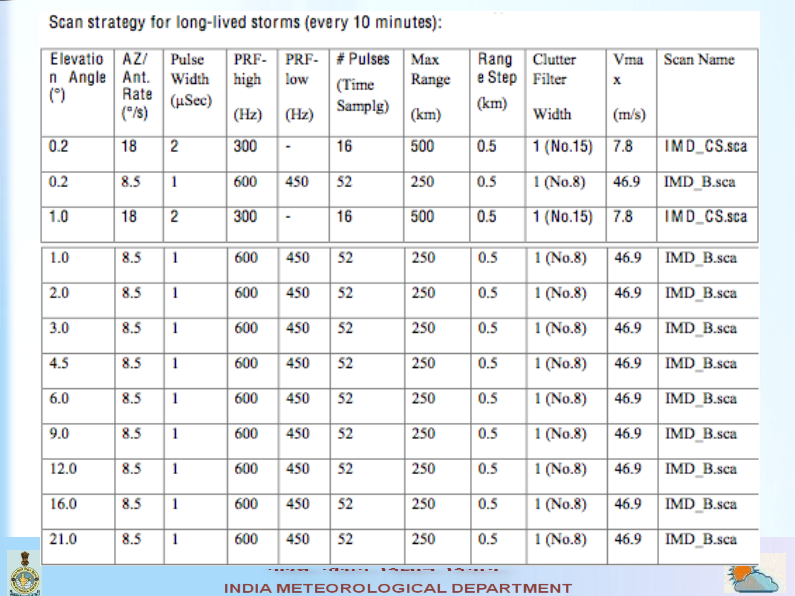 Scan strategy for long-lived storms (every 10 minutes):
Elevatio n Angle (°) AZ/ Ant. Rate (°/s) Pulse Width (μSec) PRF-high (Hz) PRF-low (Hz) # Pulses (Time Samplg) Max Range (km) Rang e Step (km) Clutter Filter Width Vma x (m/s) Scan Name
0.2 18 2 300 - 16 500 0.5 1 (No.15) 7.8 IMD_CS.sca
0.2 8.5 1 600 450 52 250 0.5 1 (No.8) 46.9 IMD_B.sca
1.0 18 2 300 - 16 500 0.5 1 (No.15) 7.8 IMD_CS.sca
1.0 8.5 1 600 450 52 250 0.5 1 (No.8) 46.9 IMD_B.sca
2.0 8.5 1 600 450 52 250 0.5 1 (No.8) 46.9 IMD_B.sca
3.0 8.5 1 600 450 52 250 0.5 1 (No.8) 46.9 IMD_B.sca
4.5 8.5 1 600 450 52 250 0.5 1 (No.8) 46.9 IMD_B.sca
6.0 8.5 1 600 450 52 250 0.5 1 (No.8) 46.9 IMD_B.sca
9.0 8.5 1 600 450 52 250 0.5 1 (No.8) 46.9 IMD_B.sca
12.0 8.5 1 600 450 52 250 0.5 1 (No.8) 46.9 IMD_B.sca
16.0 8.5 1 600 450 52 250 0.5 1 (No.8) 46.9 IMD_B.sca
21.0 8.5 1 600 450 52 250 0.5 1 (No.8) 46.9 IMD_B.sca
INDIA METEOROLOGICAL DEPARTMENT